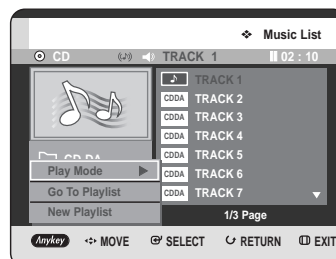 ❖ Music List
CD TRACK 1 02 : 10
TRACK 1
CDDA TRACK 2
CDDA TRACK 3
CDDA TRACK 4
CDDA TRACK 5
CDDA TRACK 6
CDDA TRACK 7
CD DA
Play Mode ▶
Go To Playlist
New Playlist
1/3 Page
Anykey MOVE SELECT RETURN EXIT